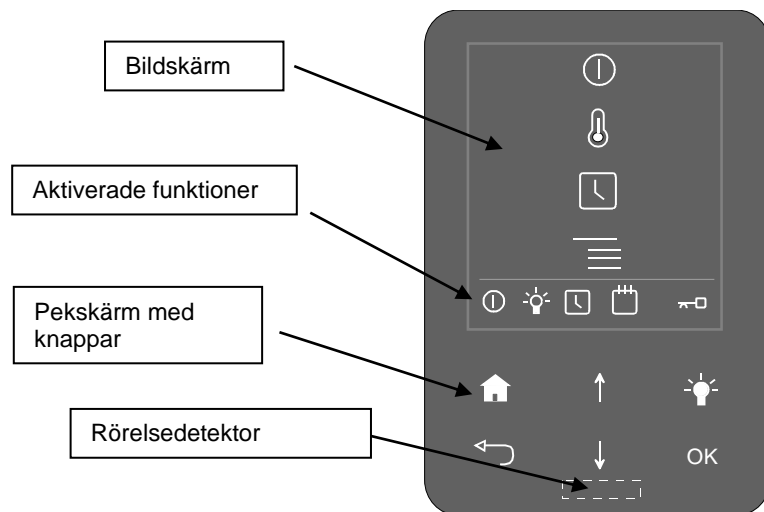 Bildskärm
Aktiverade funktioner
Pekskärm med
knappar
Rörelsedetektor
OK